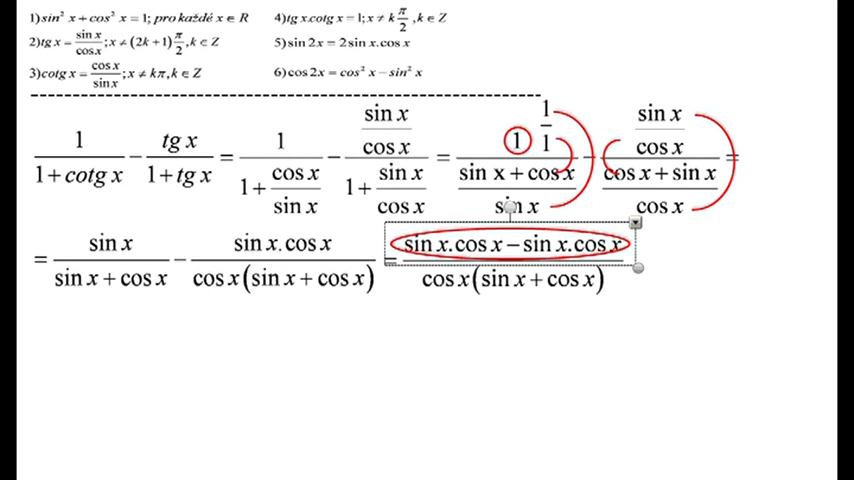 1) sin² x + cos² x = 1; pro každé x ∈ R
2) tg x = sin x / cos x ; x ≠ (2k + 1) π/2 , k ∈ Z
3) cotg x = cos x / sin x ; x ≠ kπ, k ∈ Z
4) tg x.cotg x = 1; x ≠ k π/2 , k ∈ Z
5) sin 2x = 2 sin x.cos x
6) cos 2x = cos² x − sin² x
1 / (1 + cotg x) − tg x / (1 + tg x) = 1 / (1 + cos x / sin x) − (sin x / cos x) / (1 + sin x / cos x) = 1 (1/1) / ((sin x + cos x) / sin x) − (sin x / cos x) / ((cos x + sin x) / cos x) =
= sin x / (sin x + cos x) − sin x.cos x / (cos x (sin x + cos x)) = (sin x.cos x − sin x.cos x) / (cos x (sin x + cos x))